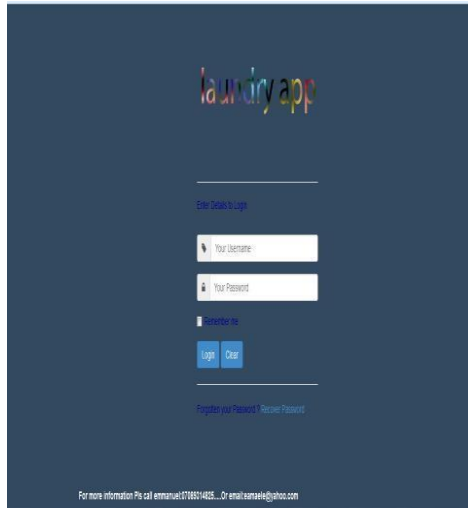 laundry app
Enter Details to Login
Your Username
Your Password
Remember me
Login Clear
Forgotten your Password ? Recover Password
For more information Pls call emmanuel:07085014825....Or email:eamaele@yahoo.com